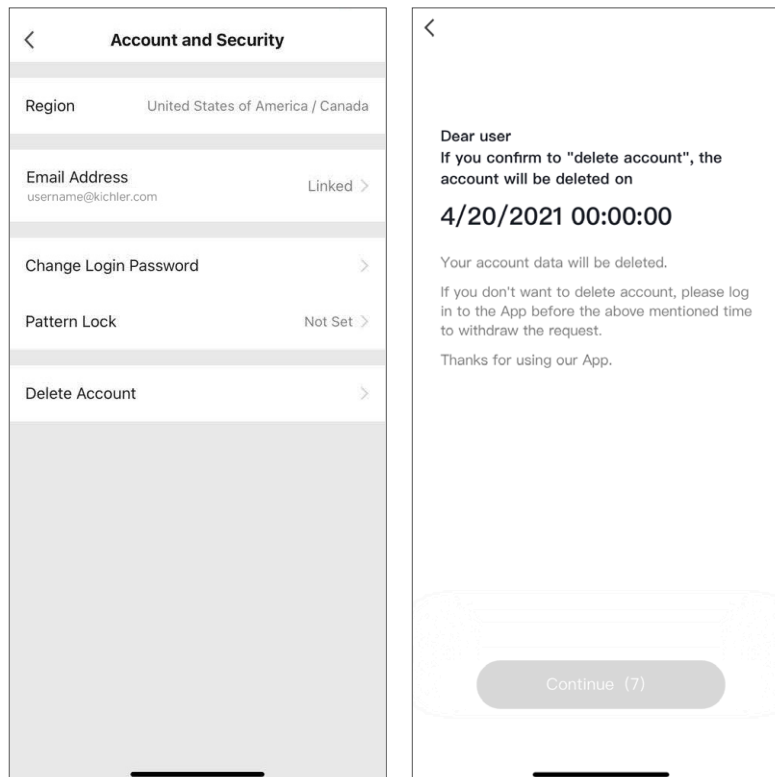 Account and Security
Region United States of America / Canada
Email Address
username@kichler.com
Linked
Change Login Password
Pattern Lock Not Set
Delete Account
Dear user
If you confirm to "delete account", the
account will be deleted on
4/20/2021 00:00:00
Your account data will be deleted.
If you don't want to delete account, please log
in to the App before the above mentioned time
to withdraw the request.
Thanks for using our App.
Continue (7)